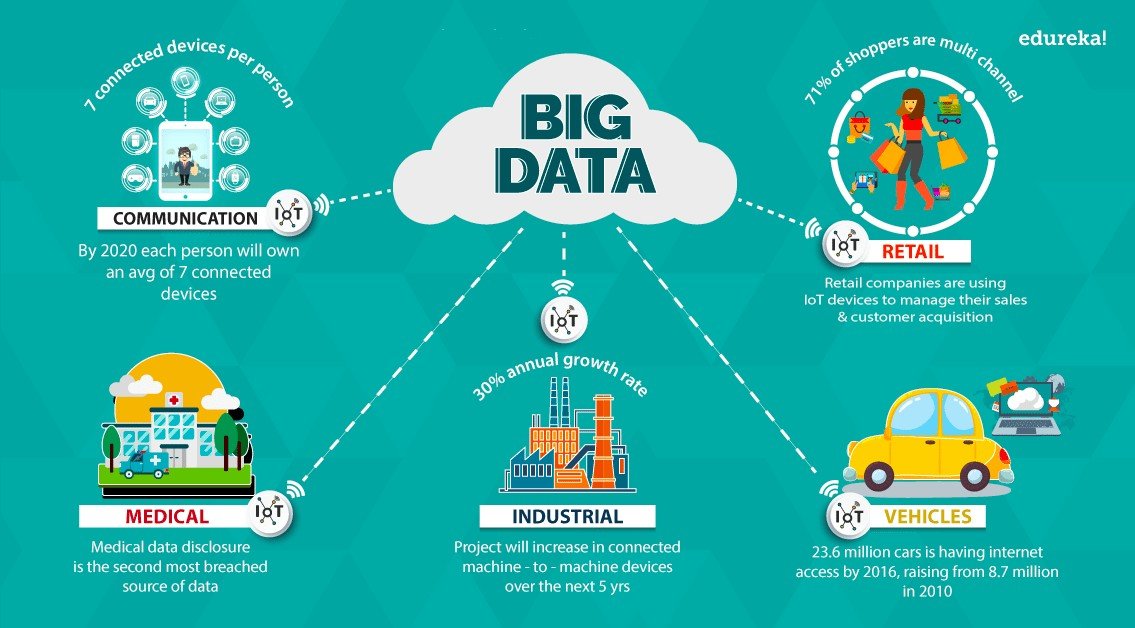 edureka!
BIG
DATA
7 connected devices per person
COMMUNICATION
IoT
By 2020 each person will own
an avg of 7 connected
devices
71% of shoppers are multi channel
IoT
RETAIL
Retail companies are using
IoT devices to manage their sales
& customer acquisition
MEDICAL
IoT
Medical data disclosure
is the second most breached
source of data
IoT
30% annual growth rate
INDUSTRIAL
Project will increase in connected
machine - to - machine devices
over the next 5 yrs
IoT
VEHICLES
23.6 million cars is having internet
access by 2016, raising from 8.7 million
in 2010